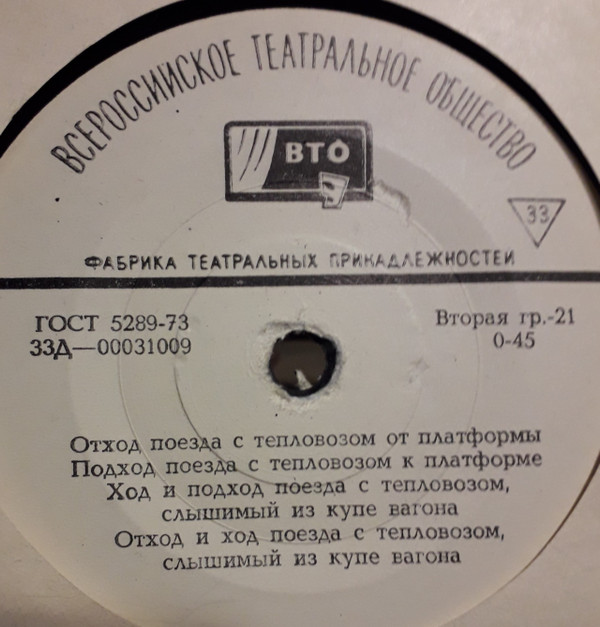 ВСЕРОССИЙСКОЕ ТЕАТРАЛЬНОЕ ОБЩЕСТВО
ВТО
33
ФАБРИКА ТЕАТРАЛЬНЫХ ПРИНАДЛЕЖНОСТЕЙ
ГОСТ 5289-73
33Д—00031009
Вторая гр.-21
0-45
Отход поезда с тепловозом от платформы
Подход поезда с тепловозом к платформе
Ход и подход поезда с тепловозом,
слышимый из купе вагона
Отход и ход поезда с тепловозом,
слышимый из купе вагона